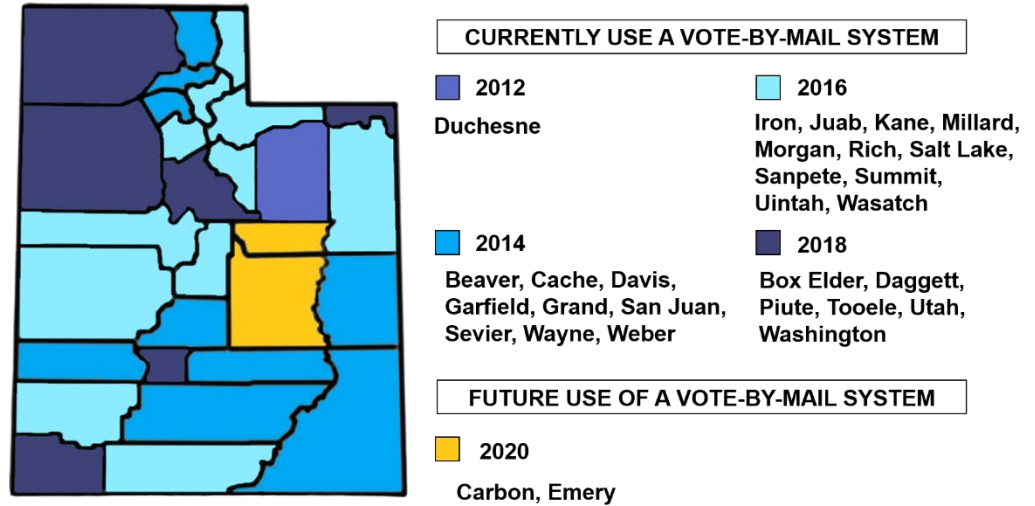 CURRENTLY USE A VOTE-BY-MAIL SYSTEM
2012
Duchesne
2016
Iron, Juab, Kane, Millard,
Morgan, Rich, Salt Lake,
Sanpete, Summit,
Uintah, Wasatch
2014
Beaver, Cache, Davis,
Garfield, Grand, San Juan,
Sevier, Wayne, Weber
2018
Box Elder, Daggett,
Piute, Tooele, Utah,
Washington
FUTURE USE OF A VOTE-BY-MAIL SYSTEM
2020
Carbon, Emery